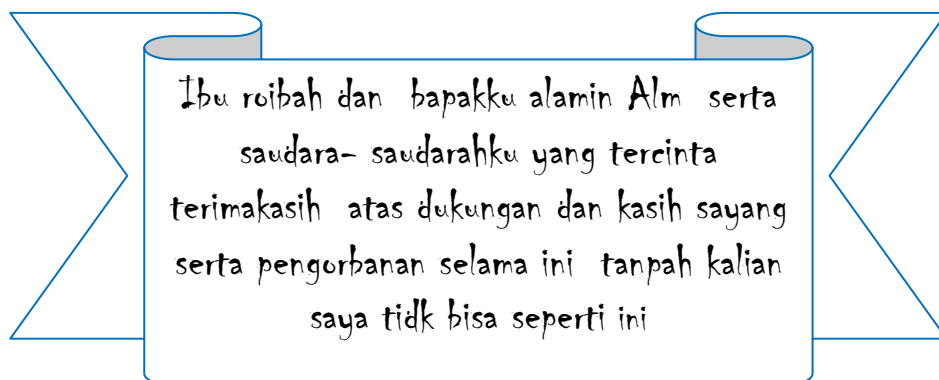 Ibu roibah dan bapakku alamin Alm serta
saudara- saudarahku yang tercinta
terimakasih atas dukungan dan kasih sayang
serta pengorbanan selama ini tanpah kalian
saya tidk bisa seperti ini